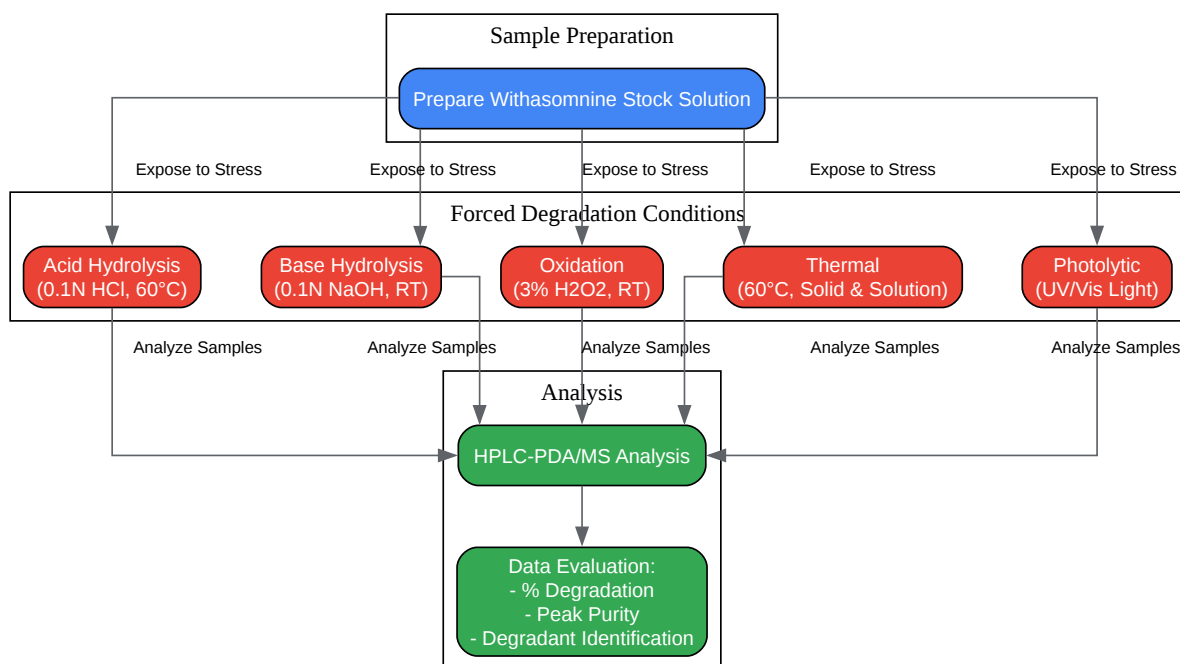 Sample Preparation
Prepare Withasomnine Stock Solution
Expose to Stress
Expose to Stress
Expose to Stress
Expose to Stress
Expose to Stress
Forced Degradation Conditions
Acid Hydrolysis
(0.1N HCl, 60°C)
Base Hydrolysis
(0.1N NaOH, RT)
Oxidation
(3% H2O2, RT)
Thermal
(60°C, Solid & Solution)
Photolytic
(UV/Vis Light)
Analyze Samples
Analyze Samples
Analyze Samples
Analyze Samples
Analyze Samples
Analysis
HPLC-PDA/MS Analysis
Data Evaluation:
- % Degradation
- Peak Purity
- Degradant Identification